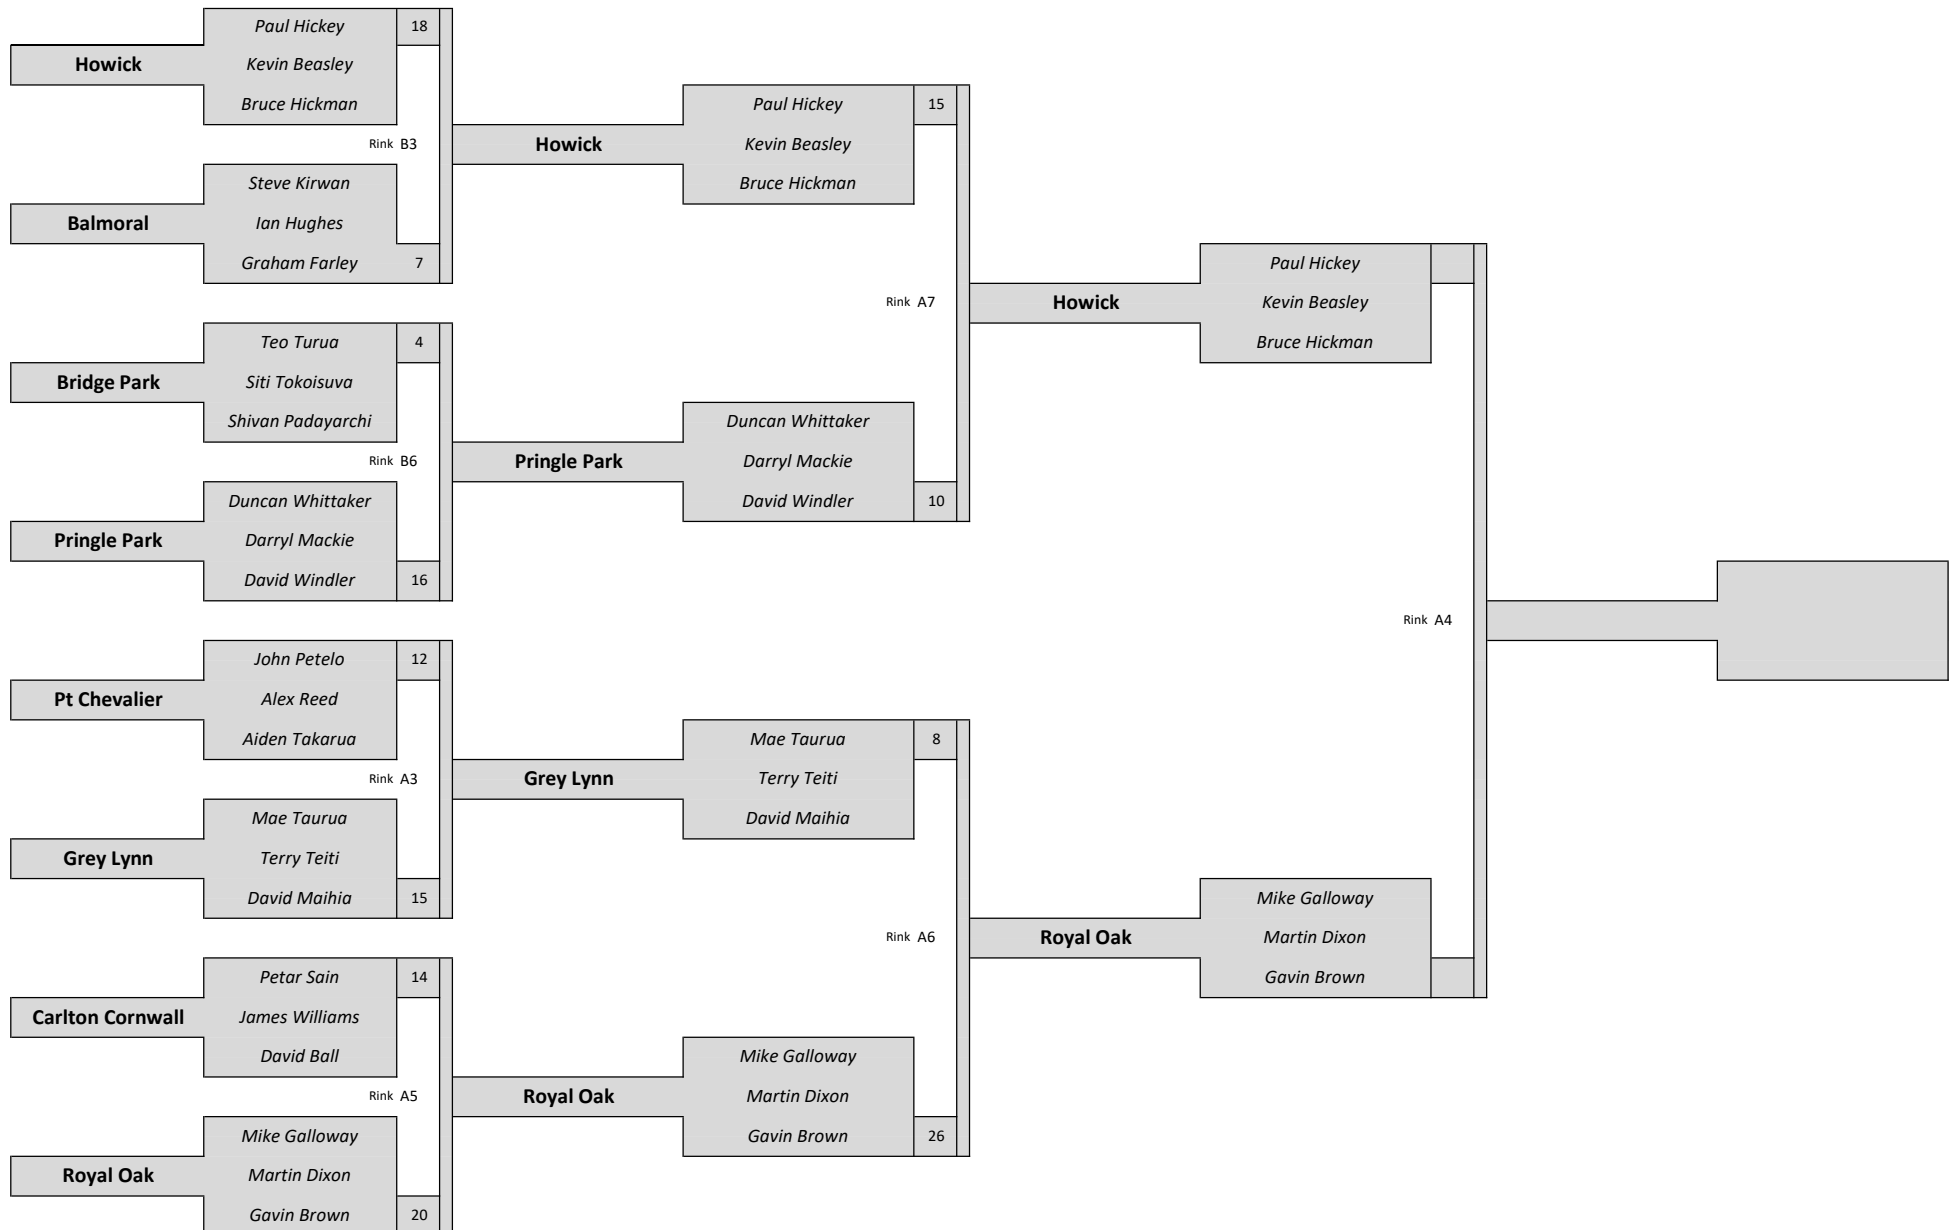 Paul Hickey 18
Howick Kevin Beasley
Bruce Hickman
Rink B3
Steve Kirwan
Balmoral Ian Hughes
Graham Farley 7
Teo Turua 4
Bridge Park Siti Tokoisuva
Shivan Padayarchi
Rink B6
Duncan Whittaker
Pringle Park Darryl Mackie
David Windler 16
John Petelo 12
Pt Chevalier Alex Reed
Aiden Takarua
Rink A3
Mae Taurua
Grey Lynn Terry Teiti
David Maihia 15
Petar Sain 14
Carlton Cornwall James Williams
David Ball
Rink A5
Mike Galloway
Royal Oak Martin Dixon
Gavin Brown 20
Paul Hickey 15
Howick Kevin Beasley
Bruce Hickman
Rink A7
Duncan Whittaker
Pringle Park Darryl Mackie
David Windler 10
Mae Taurua 8
Grey Lynn Terry Teiti
David Maihia
Rink A6
Mike Galloway
Royal Oak Martin Dixon
Gavin Brown 26
Paul Hickey
Howick Kevin Beasley
Bruce Hickman
Rink A4
Mike Galloway
Royal Oak Martin Dixon
Gavin Brown